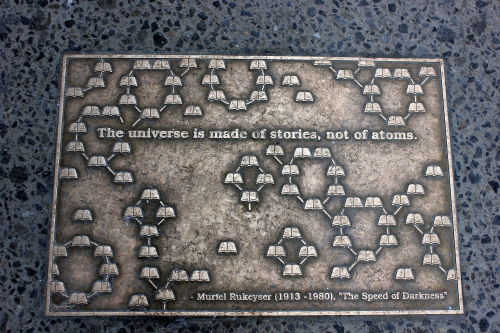 The universe is made of stories, not of atoms.
- Muriel Rukeyser (1913 -1980), "The Speed of Darkness"